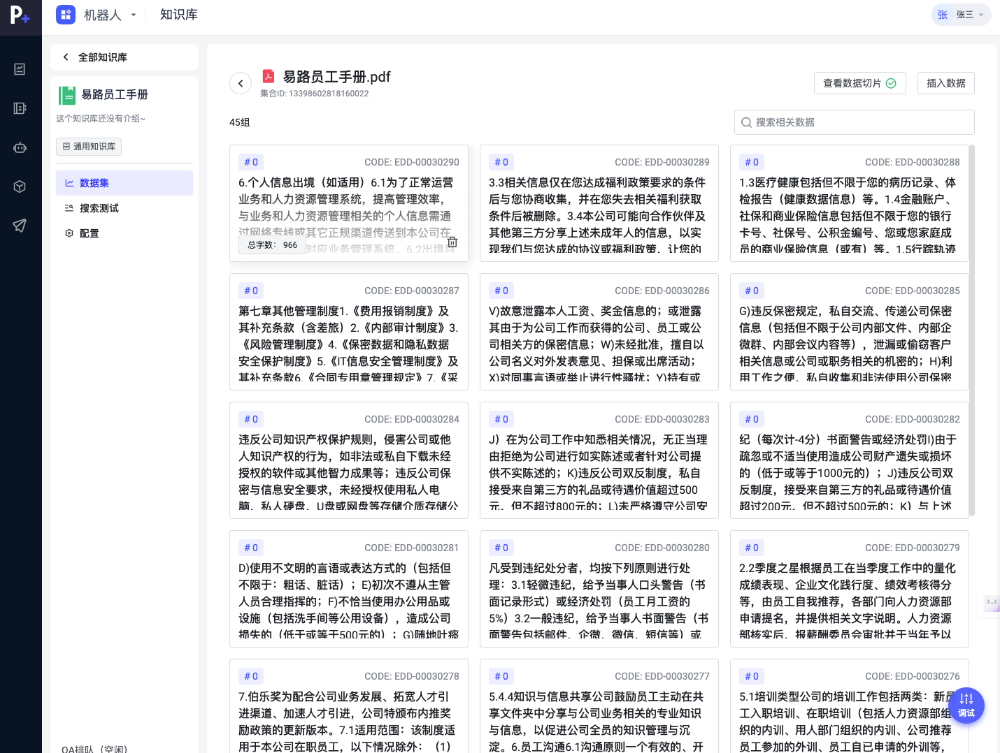 P+
机器人
知识库
张 张三
全部知识库
易路员工手册
这个知识库还没有介绍~
通用知识库
数据集
搜索测试
配置
QA排队（空闲）
易路员工手册.pdf
集合ID: 13398602818160022
查看数据切片
插入数据
45组
搜索相关数据
# 0 CODE: EDD-00030290
6.个人信息出境（如适用）6.1为了正常运营
业务和人力资源管理系统，提高管理效率，
与业务和人力资源管理相关的个人信息需通
过网络专线或其它正规渠道传送到本公司在
对应业务管理系统。6.2出境目
总字数： 966
# 0 CODE: EDD-00030289
3.3相关信息仅在您达成福利政策要求的条件
后与您协商收集，并在您失去相关福利获取
条件后被删除。3.4本公司可能向合作伙伴及
其他第三方分享上述未成年人的信息，以实
现我们与您达成的协议或福利政策，让您的
# 0 CODE: EDD-00030288
1.3医疗健康包括但不限于您的病历记录、体
检报告（健康数据信息）等。1.4金融账户、
社保和商业保险信息包括但不限于您的银行
卡号、社保号、公积金编号、您或您家庭成
员的商业保险信息（或有）等。1.5行踪轨迹
# 0 CODE: EDD-00030287
第七章其他管理制度1.《费用报销制度》及
其补充条款（含差旅）2.《内部审计制度》3.
《风险管理制度》4.《保密数据和隐私数据
安全保护制度》5.《IT信息安全管理制度》及
其补充条款6.《合同专用章管理规定》7.《采
# 0 CODE: EDD-00030286
V)故意泄露本人工资、奖金信息的；或泄露
其由于为公司工作而获得的公司、员工或公
司相关方的保密信息；W)未经批准，擅自以
公司名义对外发表意见、担保或出席活动；
X)对同事言语或举止进行性骚扰；Y)持有或
# 0 CODE: EDD-00030285
G)违反保密规定，私自交流、传递公司保密
信息（包括但不限于公司内部文件、内部企
微群、内部会议内容等），泄漏或偷窃客户
相关信息或公司或职务相关的机密的；H)利
用工作之便，私自收集和非法使用公司保密
# 0 CODE: EDD-00030284
违反公司知识产权保护规则，侵害公司或他
人知识产权的行为，如非法或私自下载未经
授权的软件或其他智力成果等；违反公司保
密与信息安全要求，未经授权使用私人电
脑，私人硬盘，U盘或网盘等存储介质存储公
# 0 CODE: EDD-00030283
J）在为公司工作中知悉相关情况，无正当理
由拒绝为公司进行如实陈述或者针对公司提
供不实陈述的；K)违反公司双反制度，私自
接受来自第三方的礼品或待遇价值超过500
元，但不超过800元的；L)未严格遵守公司安
# 0 CODE: EDD-00030282
纪（每次计-4分）书面警告或经济处罚I)由于
疏忽或不适当使用造成公司财产遗失或损坏
的（低于或等于1000元的）；J)违反公司双
反制度，接受来自第三方的礼品或待遇价值
超过200元，但不超过500元的；K）与上述
# 0 CODE: EDD-00030281
D)使用不文明的言语或表达方式的（包括但
不限于：粗话、脏话）；E)初次不遵从主管
人员合理指挥的；F)不恰当使用办公用品或
设施（包括洗手间等公用设备），造成公司
损失的（低于或等于500元的）；G)随地吐痰
# 0 CODE: EDD-00030280
凡受到违纪处分者，均按下列原则进行处
理：3.1轻微违纪，给予当事人口头警告（书
面记录形式）或经济处罚（员工月工资的
5%）3.2一般违纪，给予当事人书面警告（书
面警告包括邮件，企微，微信，短信等）或
# 0 CODE: EDD-00030279
2.2季度之星根据员工在当季度工作中的量化
成绩表现、企业文化践行度、绩效考核得分
等，由员工自我推荐，各部门向人力资源部
申请提名，并提供相关文字说明。人力资源
部核实后，报薪酬委员会审批并于当年予以
# 0 CODE: EDD-00030278
7.伯乐奖为配合公司业务发展、拓宽人才引
进渠道、加速人才引进，公司特颁布内推奖
励政策的更新版本。7.1适用范围：该制度适
用于本公司在职员工，以下情况除外：（1）
# 0 CODE: EDD-00030277
5.4.4知识与信息共享公司鼓励员工主动在共
享文件夹中分享与公司业务相关的专业知识
与信息，以促进公司全员的知识管理与沉
淀。6.员工沟通6.1沟通原则一个有效的、开
# 0 CODE: EDD-00030276
5.1培训类型公司的培训工作包括两类：新员
工入职培训、在职培训（包括人力资源部组
织的内训、用人部门组织的内训、公司推荐
员工参加的外训、员工自已申请的外训等，
调试